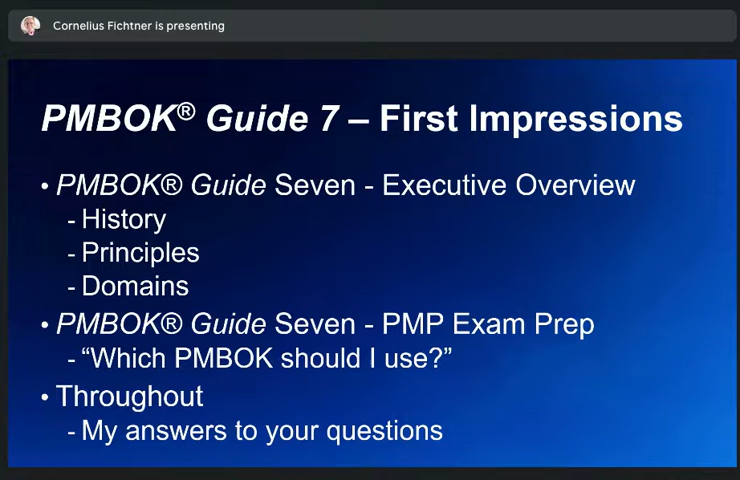 Cornelius Fichtner is presenting
PMBOK® Guide 7 – First Impressions
• PMBOK® Guide Seven - Executive Overview
- History
- Principles
- Domains
• PMBOK® Guide Seven - PMP Exam Prep
- “Which PMBOK should I use?”
• Throughout
- My answers to your questions